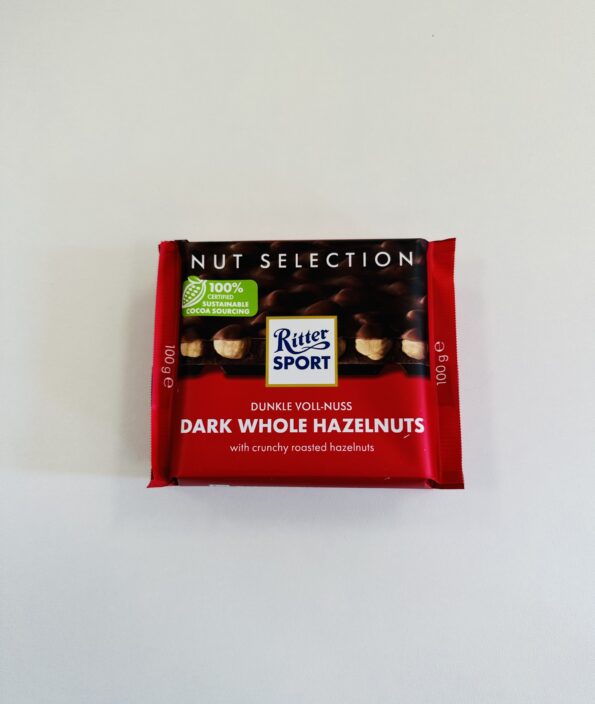 NUT SELECTION
100%
CERTIFIED
SUSTAINABLE
COCOA SOURCING
Ritter
SPORT
100 g ℮
100 g ℮
DUNKLE VOLL-NUSS
DARK WHOLE HAZELNUTS
with crunchy roasted hazelnuts